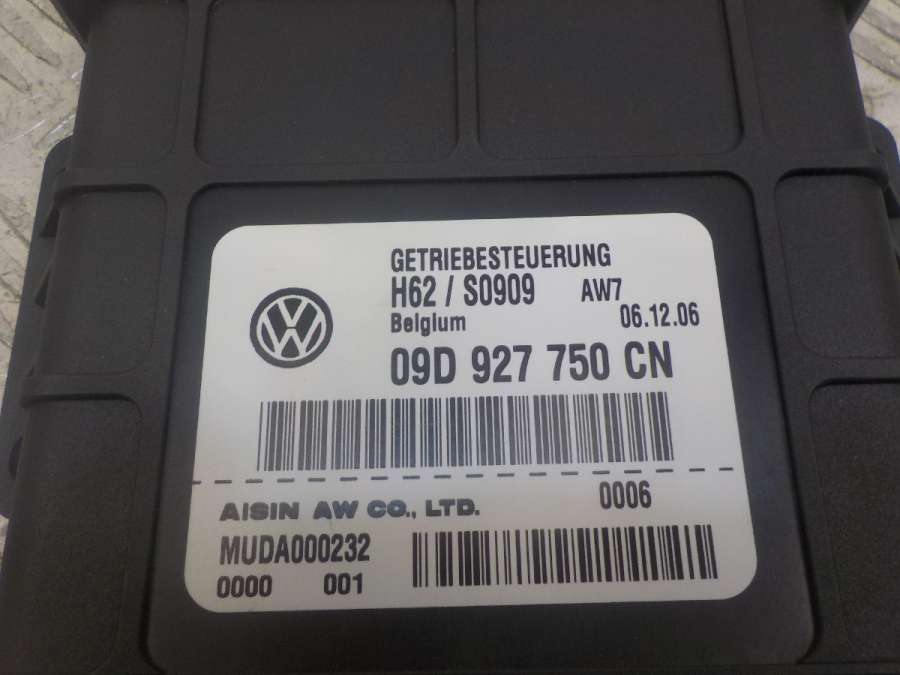 GETRIEBESTEUERUNG
H62 / S0909 AW7
Belgium 06.12.06
09D 927 750 CN
AISIN AW CO., LTD. 0006
MUDA000232
0000 001